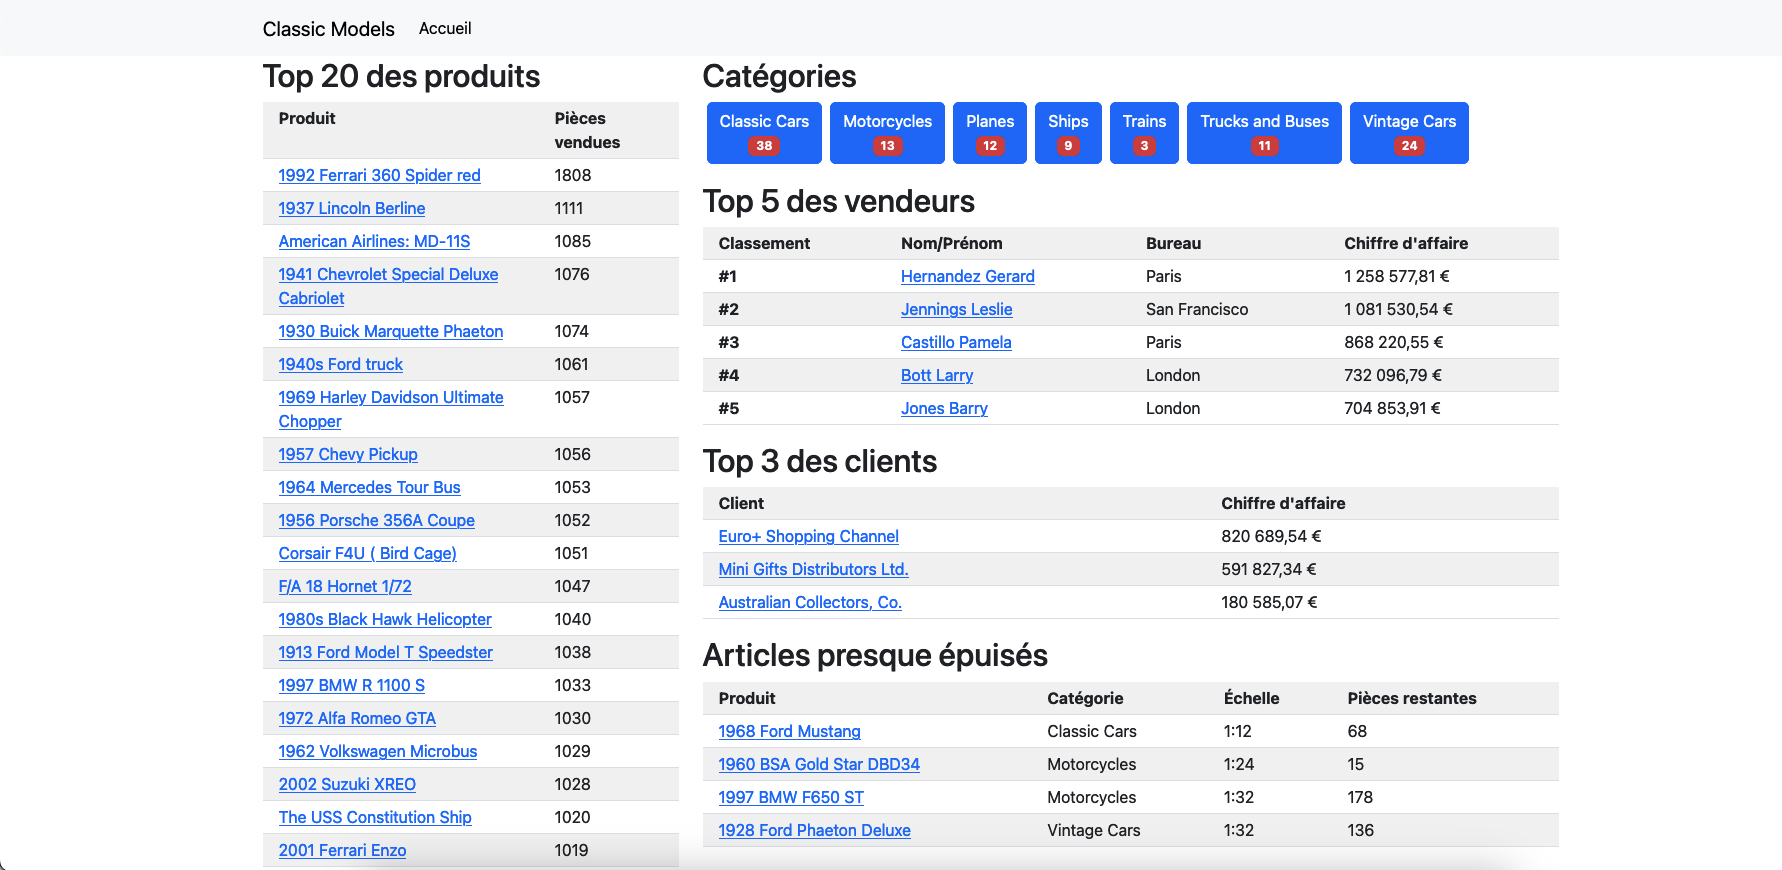 Classic Models Accueil
Top 20 des produits
Produit Pièces vendues
1992 Ferrari 360 Spider red 1808
1937 Lincoln Berline 1111
American Airlines: MD-11S 1085
1941 Chevrolet Special Deluxe Cabriolet 1076
1930 Buick Marquette Phaeton 1074
1940s Ford truck 1061
1969 Harley Davidson Ultimate Chopper 1057
1957 Chevy Pickup 1056
1964 Mercedes Tour Bus 1053
1956 Porsche 356A Coupe 1052
Corsair F4U ( Bird Cage) 1051
F/A 18 Hornet 1/72 1047
1980s Black Hawk Helicopter 1040
1913 Ford Model T Speedster 1038
1997 BMW R 1100 S 1033
1972 Alfa Romeo GTA 1030
1962 Volkswagen Microbus 1029
2002 Suzuki XREO 1028
The USS Constitution Ship 1020
2001 Ferrari Enzo 1019
Catégories
Classic Cars 38
Motorcycles 13
Planes 12
Ships 9
Trains 3
Trucks and Buses 11
Vintage Cars 24
Top 5 des vendeurs
Classement Nom/Prénom Bureau Chiffre d'affaire
#1 Hernandez Gerard Paris 1 258 577,81 €
#2 Jennings Leslie San Francisco 1 081 530,54 €
#3 Castillo Pamela Paris 868 220,55 €
#4 Bott Larry London 732 096,79 €
#5 Jones Barry London 704 853,91 €
Top 3 des clients
Client Chiffre d'affaire
Euro+ Shopping Channel 820 689,54 €
Mini Gifts Distributors Ltd. 591 827,34 €
Australian Collectors, Co. 180 585,07 €
Articles presque épuisés
Produit Catégorie Échelle Pièces restantes
1968 Ford Mustang Classic Cars 1:12 68
1960 BSA Gold Star DBD34 Motorcycles 1:24 15
1997 BMW F650 ST Motorcycles 1:32 178
1928 Ford Phaeton Deluxe Vintage Cars 1:32 136